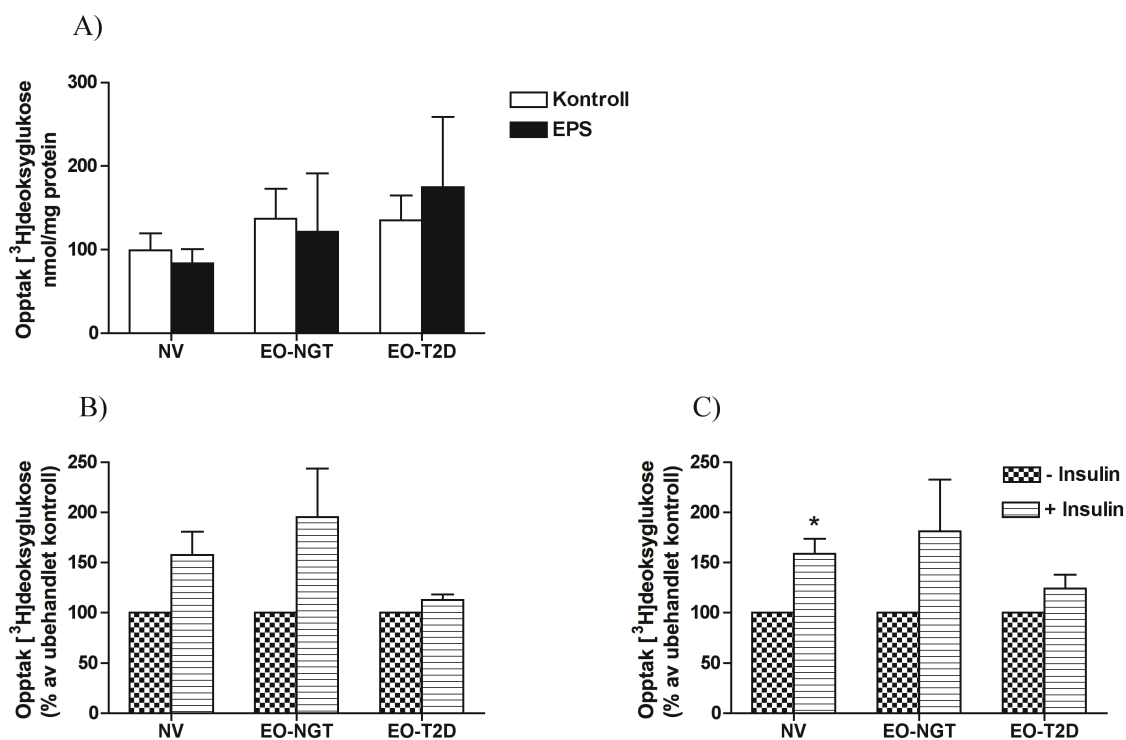 A)
Opptak [³H]deoksyglukose
nmol/mg protein
300
200
100
0
NV
EO-NGT
EO-T2D
Kontroll
EPS
B)
Opptak [³H]deoksyglukose
(% av ubehandlet kontroll)
250
200
150
100
50
0
NV
EO-NGT
EO-T2D
C)
Opptak [³H]deoksyglukose
(% av ubehandlet kontroll)
250
200
150
100
50
0
*
NV
EO-NGT
EO-T2D
- Insulin
+ Insulin